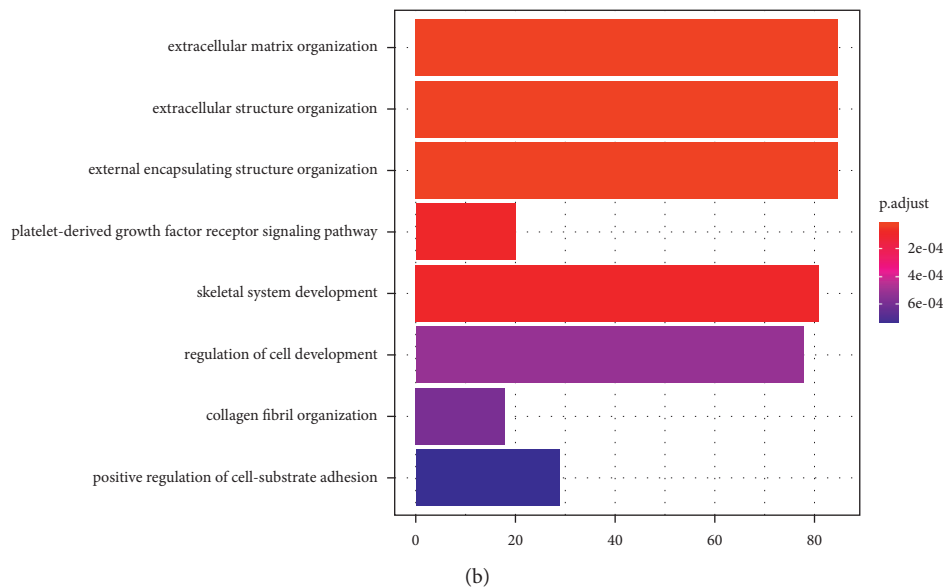 extracellular matrix organization
extracellular structure organization
external encapsulating structure organization
platelet-derived growth factor receptor signaling pathway
skeletal system development
regulation of cell development
collagen fibril organization
positive regulation of cell-substrate adhesion
0 20 40 60 80
p.adjust
2e-04
4e-04
6e-04
(b)